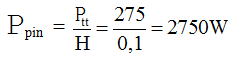 P_pin = P_tt / H = 275 / 0,1 = 2750W